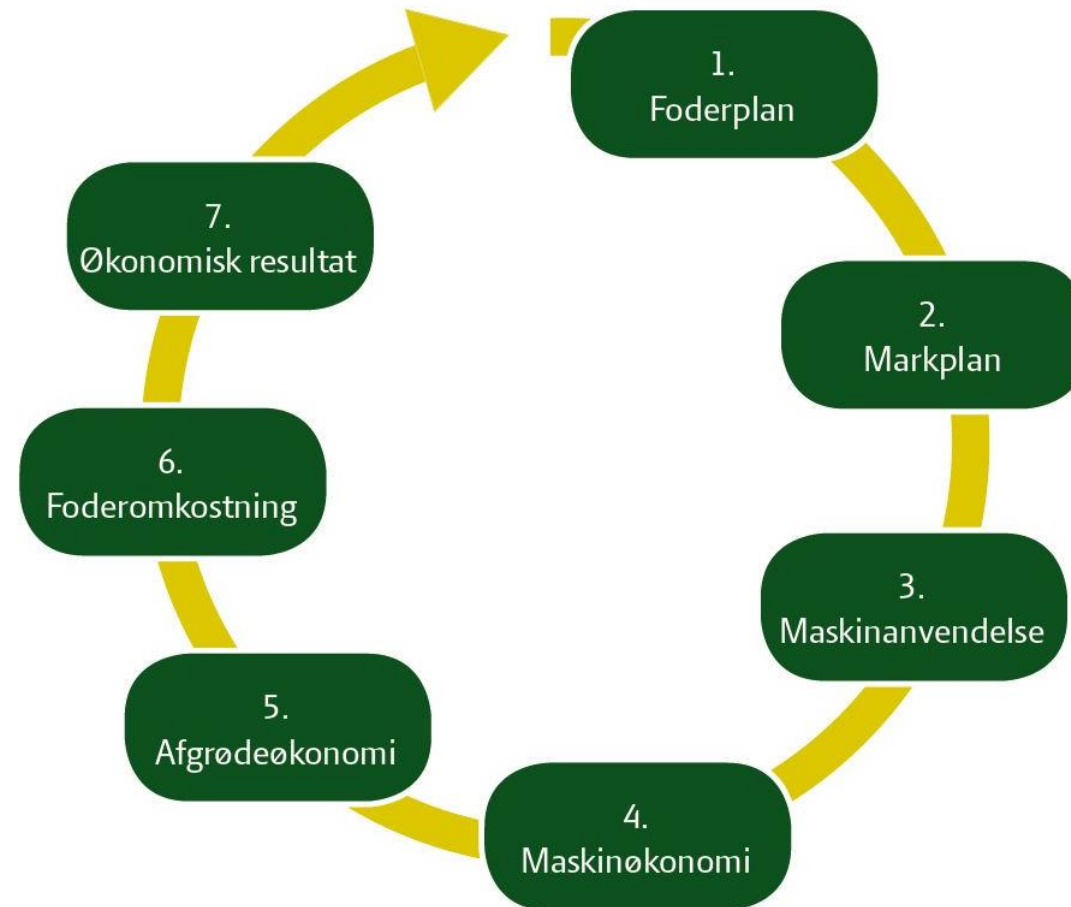 1.
Foderplan
2.
Markplan
3.
Maskinanvendelse
4.
Maskinøkonomi
5.
Afgrødeøkonomi
6.
Foderomkostning
7.
Økonomisk resultat